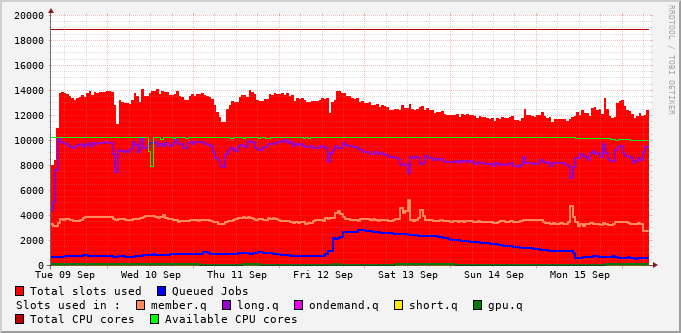 RRDTOOL / TOBI OETIKER
20000
18000
16000
14000
12000
10000
8000
6000
4000
2000
0
Tue 09 Sep Wed 10 Sep Thu 11 Sep Fri 12 Sep Sat 13 Sep Sun 14 Sep Mon 15 Sep
Total slots used Queued Jobs
Slots used in : member.q long.q ondemand.q short.q gpu.q
Total CPU cores Available CPU cores